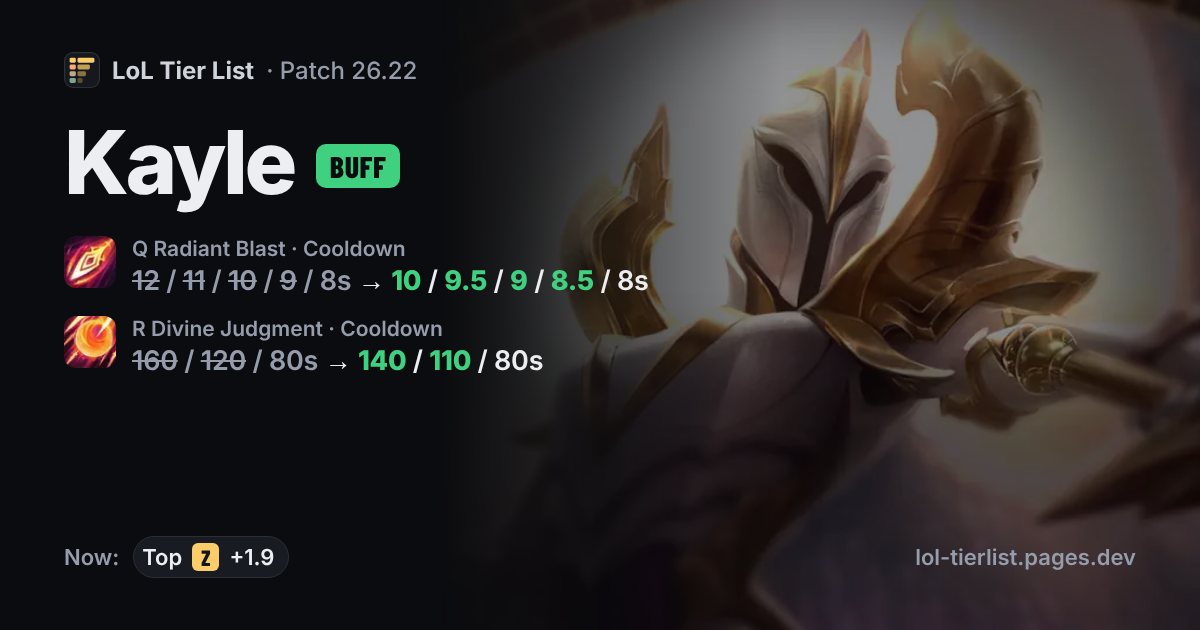 LoL Tier List · Patch 26.22
Kayle BUFF
Q Radiant Blast · Cooldown
12 / 11 / 10 / 9 / 8s → 10 / 9.5 / 9 / 8.5 / 8s
R Divine Judgment · Cooldown
160 / 120 / 80s → 140 / 110 / 80s
Now: Top Z +1.9
lol-tierlist.pages.dev